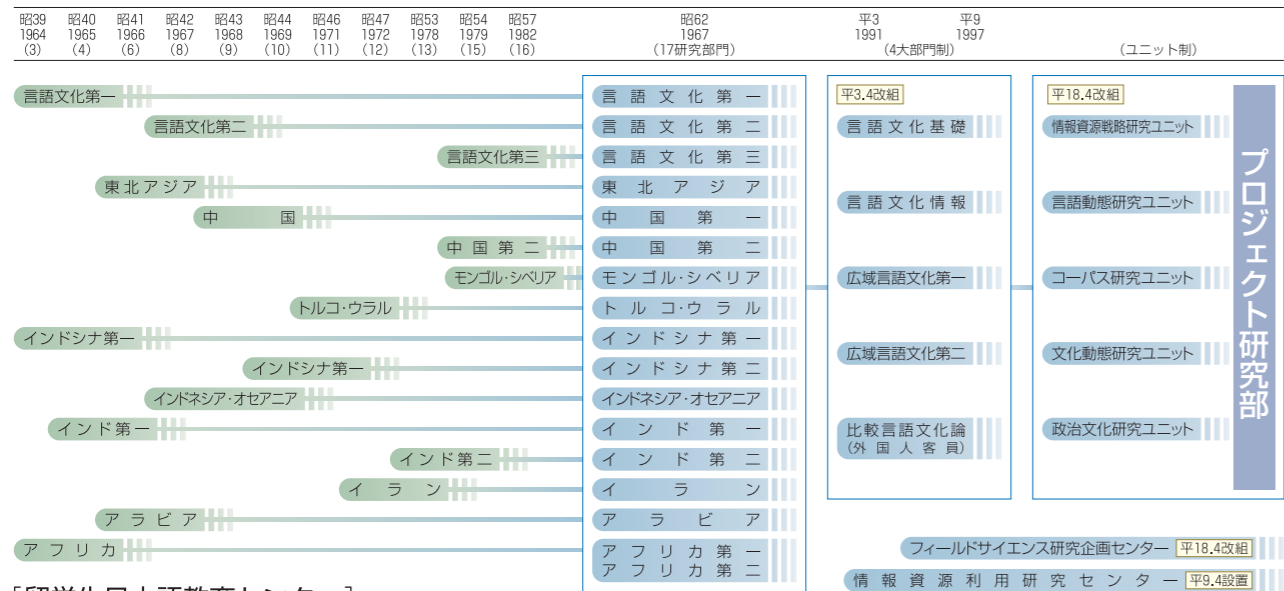 昭39 昭40 昭41 昭42 昭43 昭44 昭46 昭47 昭53 昭54 昭57 昭62 平3 平9
1964 1965 1966 1967 1968 1969 1971 1972 1978 1979 1982 1967 1991 1997
(3) (4) (6) (8) (9) (10) (11) (12) (13) (15) (16) (17研究部門) (4大部門制) (ユニット制)
言語文化第一
言語文化第二
言語文化第三
東北アジア
中国
中国第二
モンゴル・シベリア
トルコ・ウラル
インドシナ第一
インドシナ第一
インドネシア・オセアニア
インド第一
インド第二
イラン
アラビア
アフリカ
言語文化第一
言語文化第二
言語文化第三
東北アジア
中国第一
中国第二
モンゴル・シベリア
トルコ・ウラル
インドシナ第一
インドシナ第二
インドネシア・オセアニア
インド第一
インド第二
イラン
アラビア
アフリカ第一
アフリカ第二
平3.4改組
言語文化基礎
言語文化情報
広域言語文化第一
広域言語文化第二
比較言語文化論
(外国人客員)
平18.4改組
情報資源戦略研究ユニット
言語動態研究ユニット
コーパス研究ユニット
文化動態研究ユニット
政治文化研究ユニット
プロジェクト研究部
フィールドサイエンス研究企画センター 平18.4改組
情報資源利用研究センター 平9.4設置
[留学生日本語教育センター]